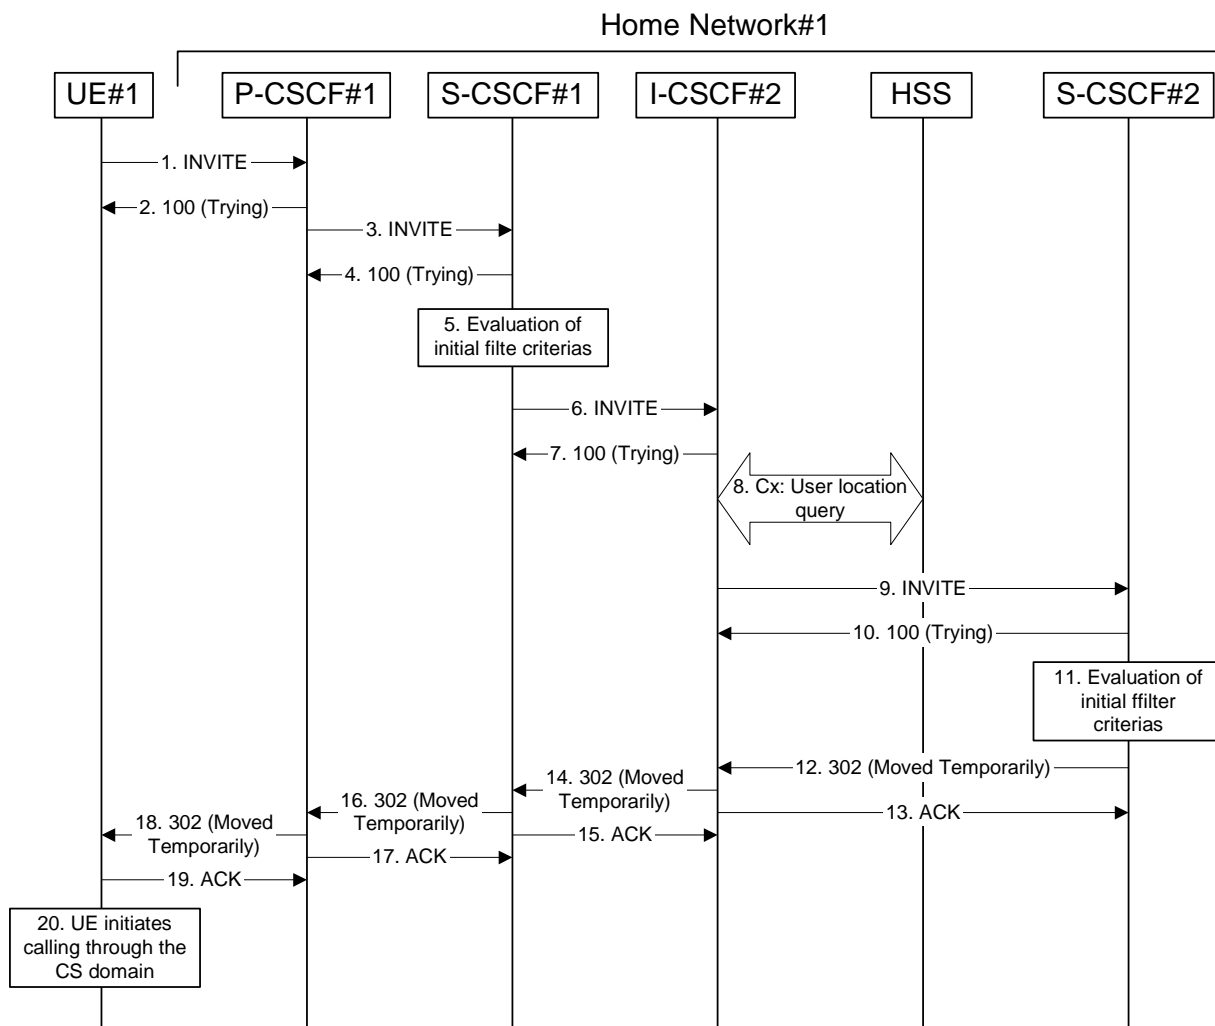 Home Network#1
UE#1
P-CSCF#1
S-CSCF#1
I-CSCF#2
HSS
S-CSCF#2
1. INVITE
2. 100 (Trying)
3. INVITE
4. 100 (Trying)
5. Evaluation of
initial filte criterias
6. INVITE
7. 100 (Trying)
8. Cx: User location
query
9. INVITE
10. 100 (Trying)
11. Evaluation of
initial ffilter
criterias
12. 302 (Moved Temporarily)
13. ACK
14. 302 (Moved
Temporarily)
15. ACK
16. 302 (Moved
Temporarily)
17. ACK
18. 302 (Moved
Temporarily)
19. ACK
20. UE initiates
calling through the
CS domain